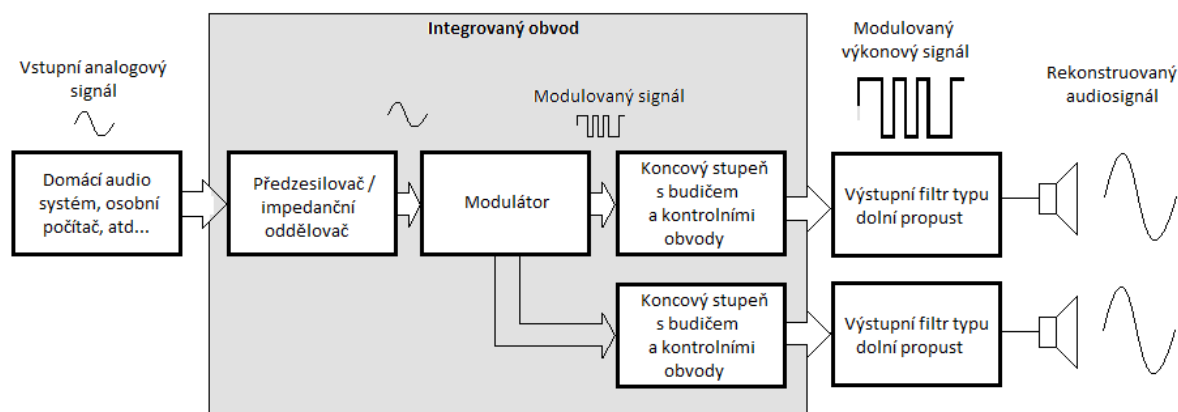 Integrovaný obvod
Vstupní analogový
signál
Modulovaný signál
Modulovaný
výkonový signál
Rekonstruovaný
audiosignál
Domácí audio
systém, osobní
počítač, atd...
Předzesilovač /
impedanční
oddělovač
Modulátor
Koncový stupeň
s budičem
a kontrolními
obvody
Výstupní filtr typu
dolní propust
Koncový stupeň
s budičem
a kontrolními
obvody
Výstupní filtr typu
dolní propust